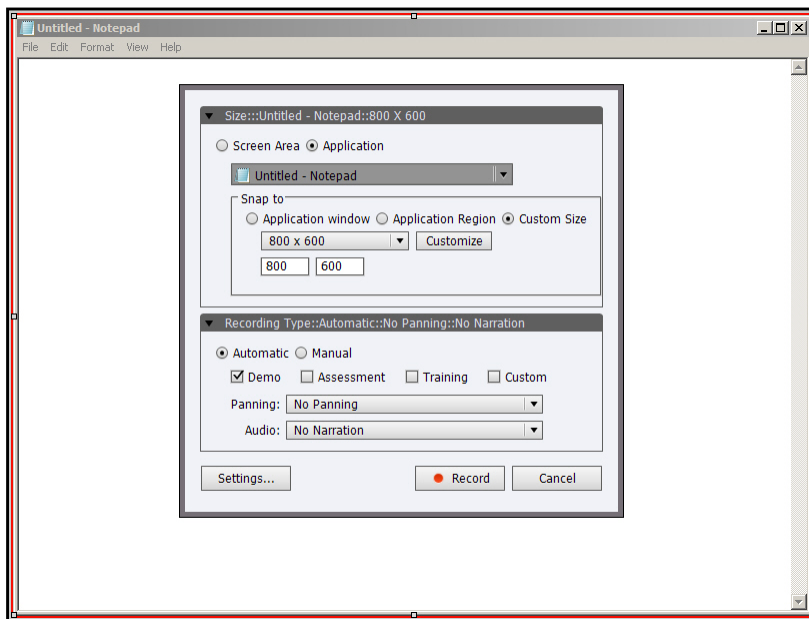 Untitled - Notepad
File Edit Format View Help
Size:::Untitled - Notepad::800 X 600
Screen Area Application
Untitled - Notepad
Snap to
Application window Application Region Custom Size
800 x 600 Customize
800 600
Recording Type::Automatic::No Panning::No Narration
Automatic Manual
Demo Assessment Training Custom
Panning: No Panning
Audio: No Narration
Settings... Record Cancel